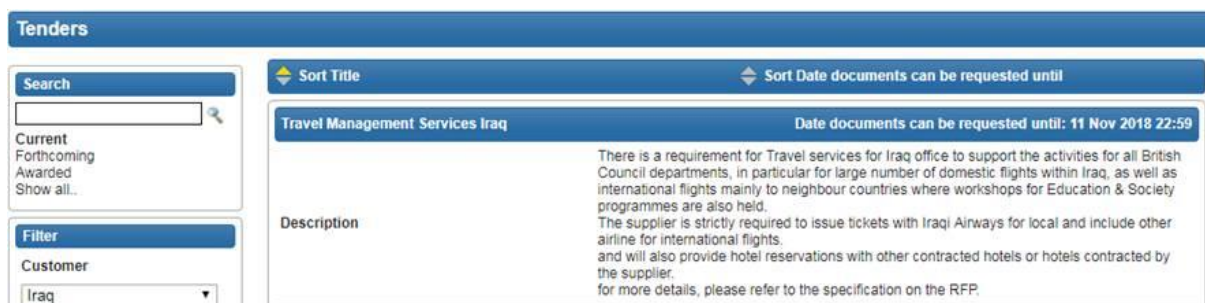 Tenders
Search
Current
Forthcoming
Awarded
Show all..
Filter
Customer
Iraq
Sort Title
Sort Date documents can be requested until
Travel Management Services Iraq
Date documents can be requested until: 11 Nov 2018 22:59
Description
There is a requirement for Travel services for Iraq office to support the activities for all British
Council departments, in particular for large number of domestic flights within Iraq, as well as
international flights mainly to neighbour countries where workshops for Education & Society
programmes are also held.
The supplier is strictly required to issue tickets with Iraqi Airways for local and include other
airline for international flights.
and will also provide hotel reservations with other contracted hotels or hotels contracted by
the supplier.
for more details, please refer to the specification on the RFP.